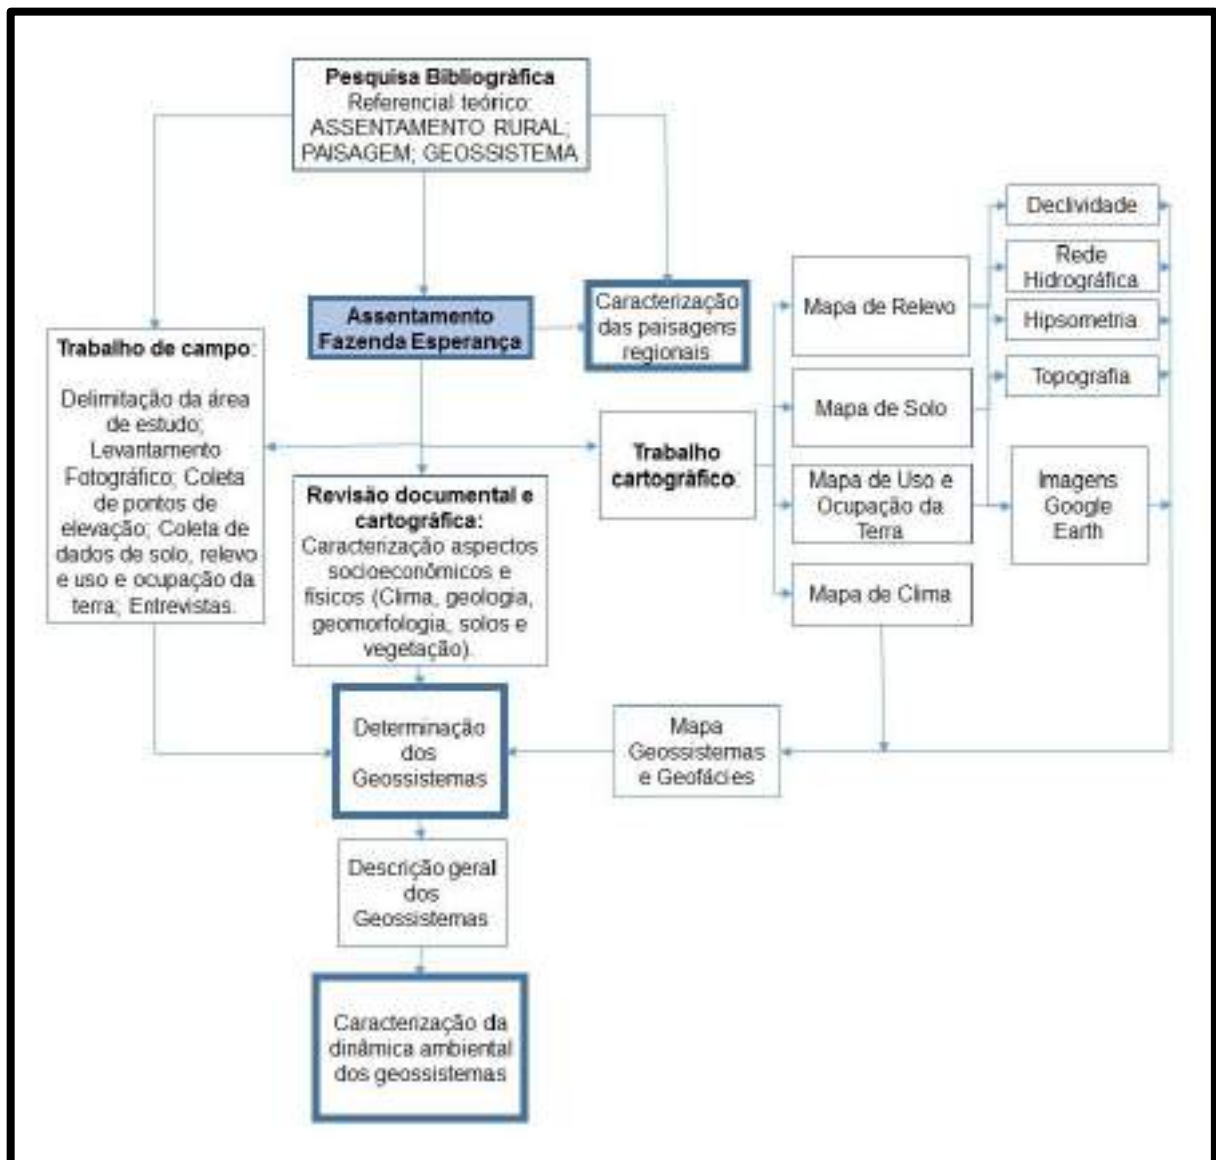 Pesquisa Bibliogràfica
Referencial teórico:
ASSENTAMENTO RURAL;
PAISAGEM; GEOSSISTEMA
Assentamento
Fazenda Esperança
Caracterização
das paisagens
regionais
Trabalho de campo:
Delimitação da área
de estudo;
Levantamento
Fotográfico; Coleta
de pontos de
elevação; Coleta de
dados de solo, relevo
e uso e ocupação da
terra; Entrevistas.
Revisão documental e
cartográfica:
Caracterização aspectos
socioeconômicos e
físicos (Clima, geologia,
geomorfologia, solos e
vegetação).
Trabalho
cartográfico:
Mapa de Relevo
Mapa de Solo
Mapa de Uso e
Ocupação da
Terra
Mapa de Clima
Declividade
Rede
Hidrográfica
Hipsometria
Topografia
Imagens
Google
Earth
Determinação
dos
Geossistemas
Mapa
Geossistemas
e Geofácies
Descrição geral
dos
Geossistemas
Caracterização da
dinâmica ambiental
dos geossistemas